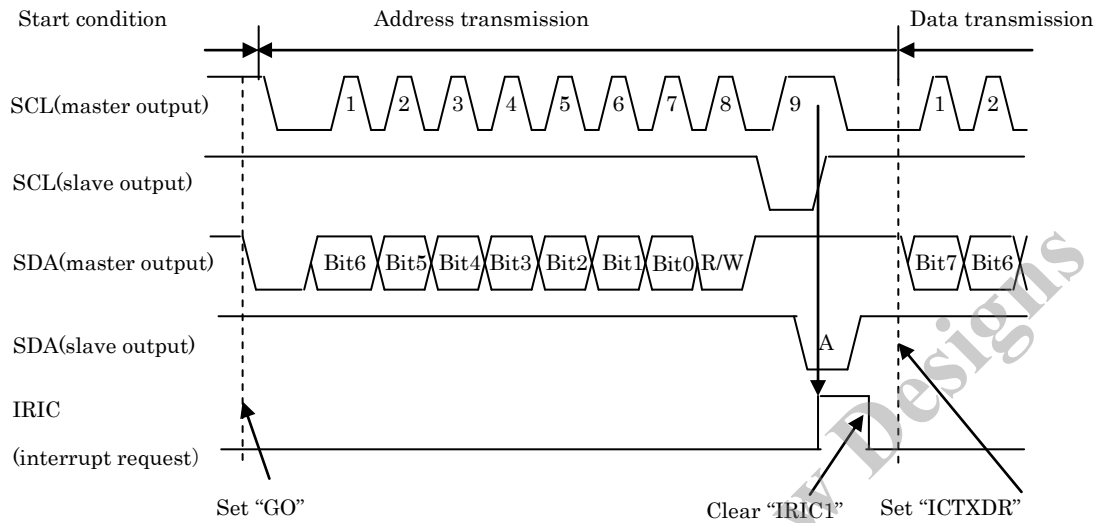 Start condition Address transmission Data transmission
SCL(master output) 1 2 3 4 5 6 7 8 9 1 2
SCL(slave output)
SDA(master output) Bit6 Bit5 Bit4 Bit3 Bit2 Bit1 Bit0 R/W Bit7 Bit6
SDA(slave output) A
IRIC
(interrupt request)
Set “GO” Clear “IRIC1” Set “ICTXDR”
w Designs